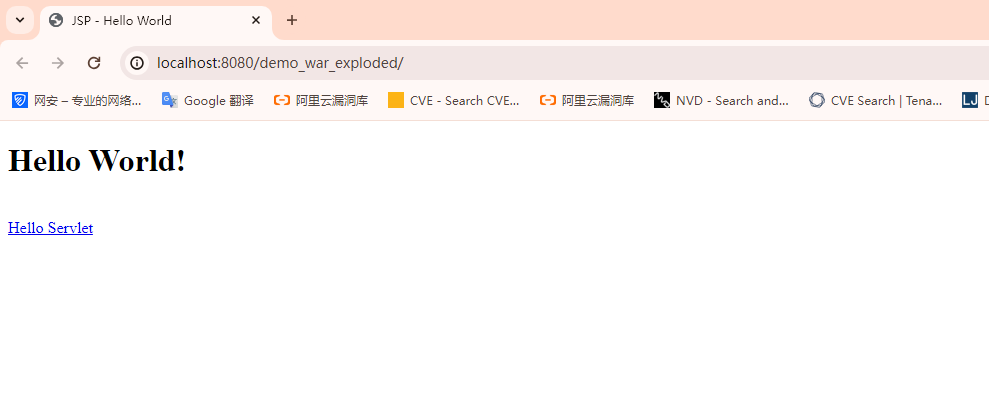 JSP - Hello World
localhost:8080/demo_war_exploded/
网安 – 专业的网络... Google 翻译 阿里云漏洞库 CVE - Search CVE... 阿里云漏洞库 NVD - Search and... CVE Search | Tena... LJ D
Hello World!
Hello Servlet